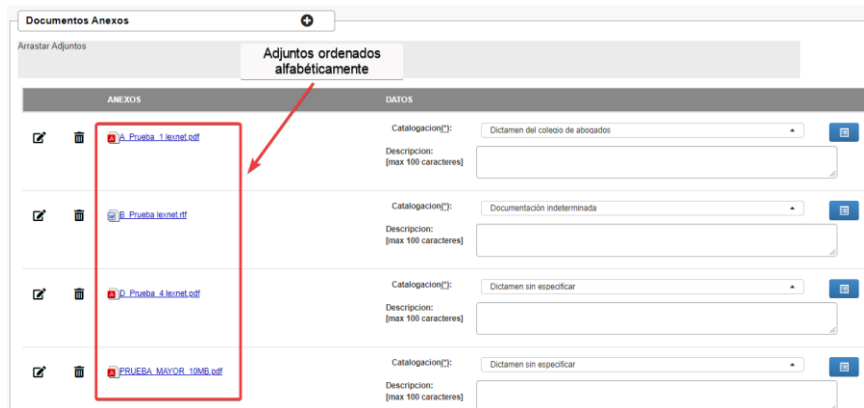 Documentos Anexos
Arrastar Adjuntos
Adjuntos ordenados
alfabéticamente
ANEXOS DATOS
A_Prueba_1 lexnet.pdf
Catalogacion(*): Dictamen del colegio de abogados
Descripcion:
[max 100 caracteres]
B_Prueba lexnet.rtf
Catalogacion(*): Documentación indeterminada
Descripcion:
[max 100 caracteres]
D_Prueba_4 lexnet.pdf
Catalogacion(*): Dictamen sin especificar
Descripcion:
[max 100 caracteres]
PRUEBA_MAYOR_10MB.pdf
Catalogacion(*): Dictamen sin especificar
Descripcion:
[max 100 caracteres]